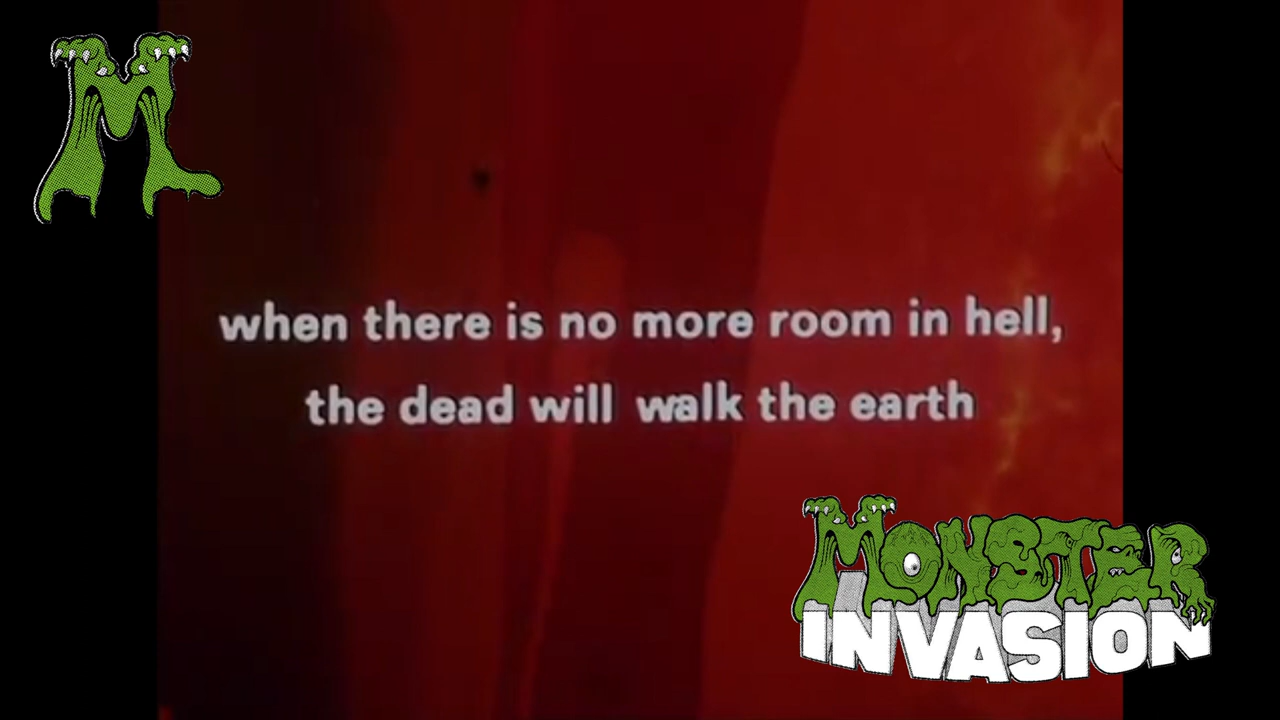 M
when there is no more room in hell,
the dead will walk the earth
MONSTER
INVASION